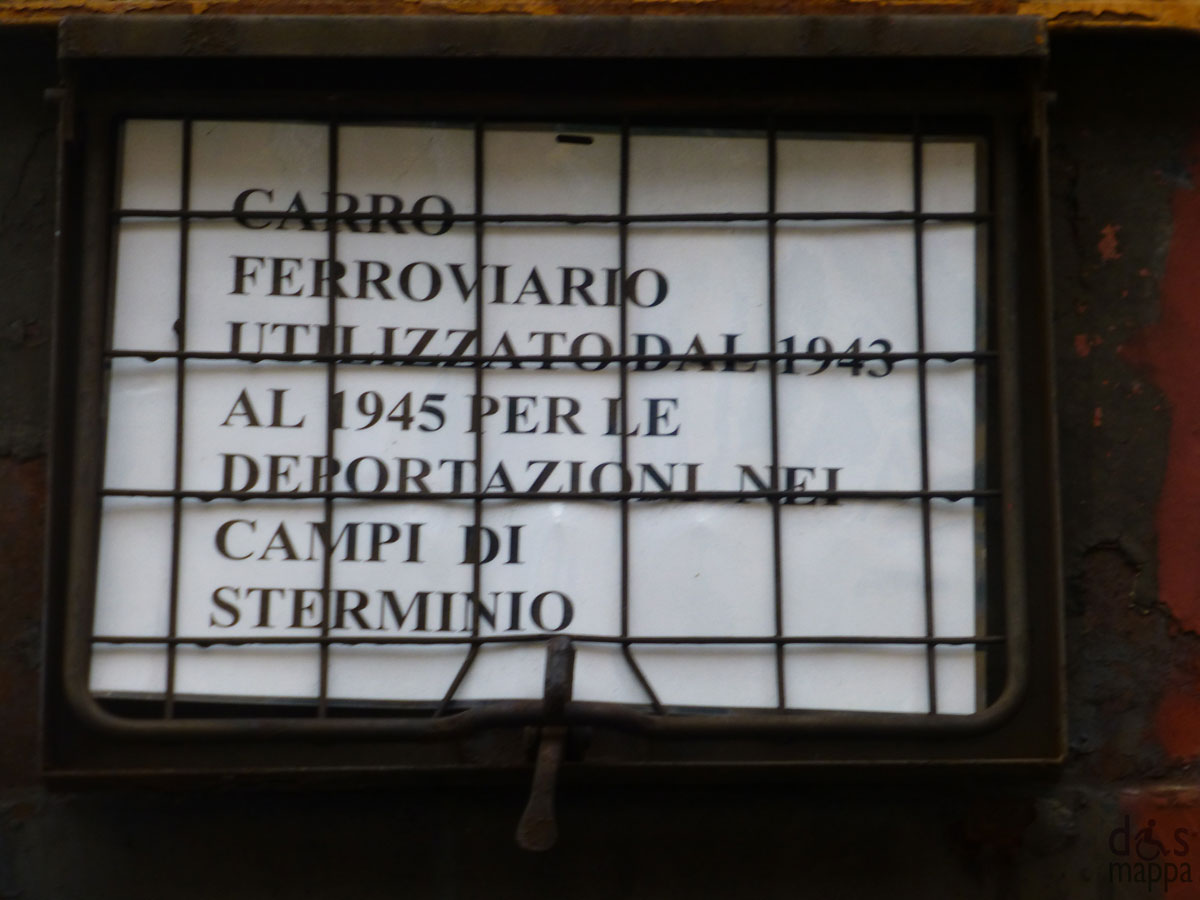 CARRO
FERROVIARIO
UTILIZZATO DAL 1943
AL 1945 PER LE
DEPORTAZIONI NEI
CAMPI DI
STERMINIO
dis
mappa